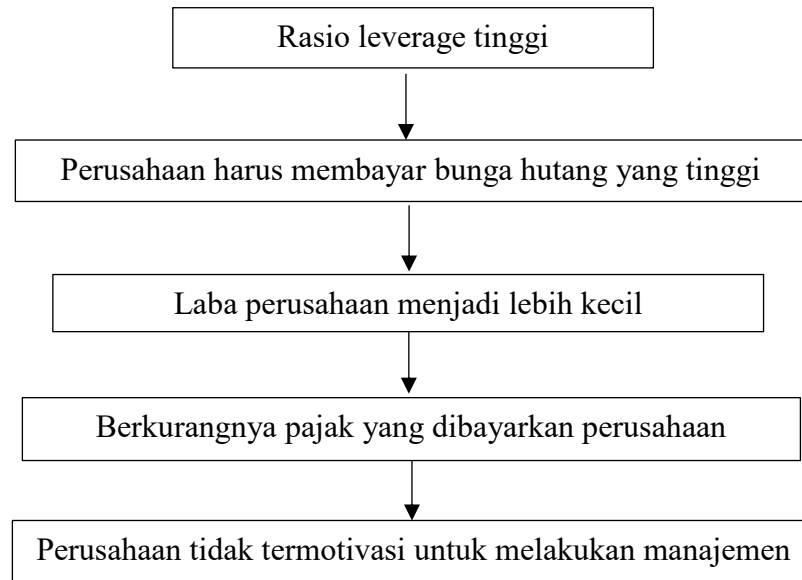 Rasio leverage tinggi
Perusahaan harus membayar bunga hutang yang tinggi
Laba perusahaan menjadi lebih kecil
Berkurangnya pajak yang dibayarkan perusahaan
Perusahaan tidak termotivasi untuk melakukan manajemen